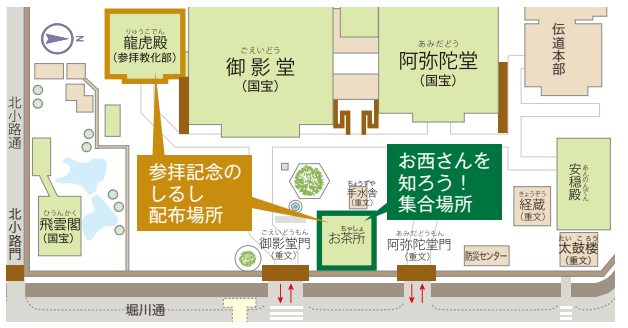 N
りゅうこでん
龍虎殿
(参拝教化部)
ごえいどう
御影堂
(国宝)
あみだどう
阿弥陀堂
(国宝)
伝道本部
北小路通
参拝記念の
しるし
配布場所
お西さんを
知ろう！
集合場所
ちょうずや
手水舎
(重文)
きょうぞう
経蔵
(重文)
あんのんでん
安穏殿
ひうんかく
飛雲閣
(国宝)
北小路門
ごえいどうもん
御影堂門
(重文)
ちゃしょ
お茶所
あみだどうもん
阿弥陀堂門
(重文)
防災センター
たいころう
太鼓楼
(重文)
堀川通